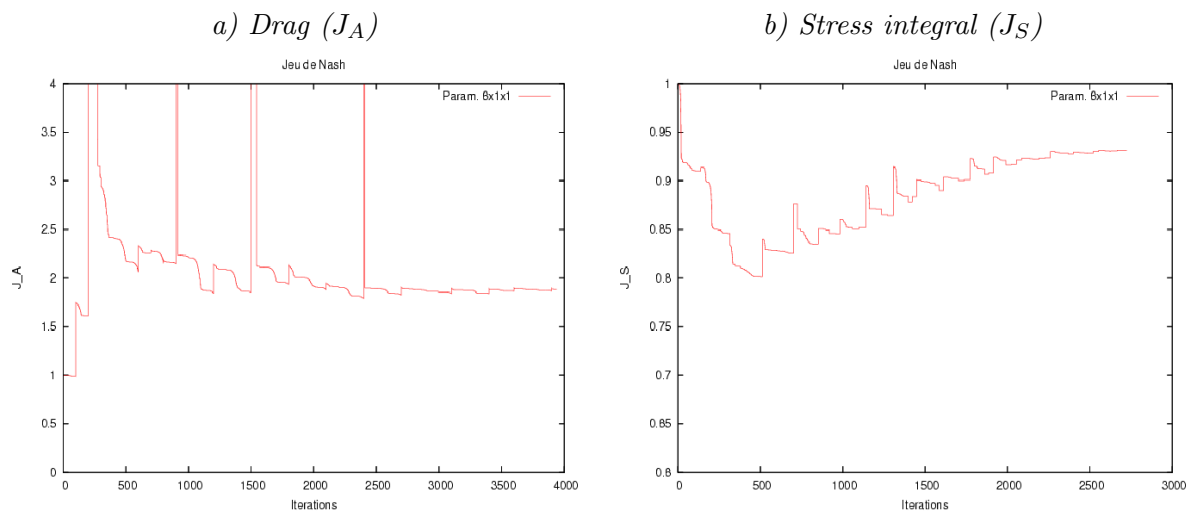 a) Drag (J_A)
b) Stress integral (J_S)
Jeu de Nash
4
3.5
3
2.5
2
1.5
1
0.5
0
J_A
Param. 8x1x1
0 500 1000 1500 2000 2500 3000 3500 4000
Iterations
Jeu de Nash
1
0.95
0.9
0.85
0.8
0.75
0.7
0.65
0.6
J_S
Param. 8x1x1
0 500 1000 1500 2000 2500 3000
Iterations